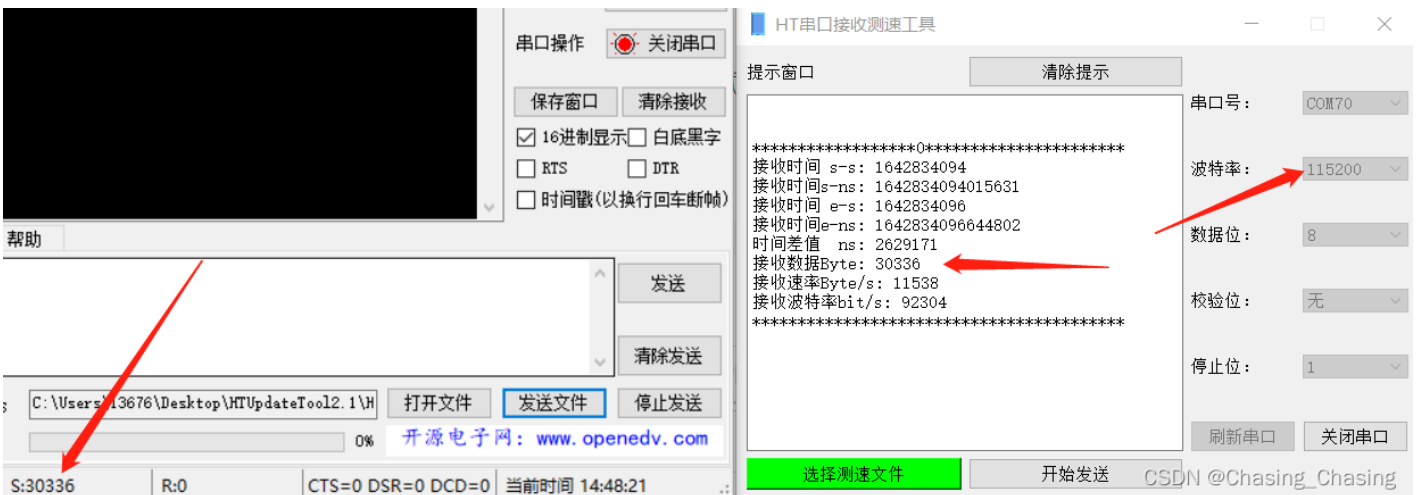 串口操作 关闭串口
保存窗口 清除接收
16进制显示 白底黑字
RTS DTR
时间戳(以换行回车断帧)
帮助
发送
清除发送
C:\Users\13676\Desktop\HTUpdateTool2.1\H 打开文件 发送文件 停止发送
0% 开源电子网：www.openedv.com
S:30336 R:0 CTS=0 DSR=0 DCD=0 当前时间 14:48:21
HT串口接收测速工具
提示窗口 清除提示
******************0**********************
接收时间 s-s: 1642834094
接收时间s-ns: 1642834094015631
接收时间 e-s: 1642834096
接收时间e-ns: 1642834096644802
时间差值  ns: 2629171
接收数据Byte: 30336
接收速率Byte/s: 11538
接收波特率bit/s: 92304
*****************************************
串口号: COM70
波特率: 115200
数据位: 8
校验位: 无
停止位: 1
刷新串口 关闭串口
选择测速文件 开始发送
CSDN @Chasing_Chasing